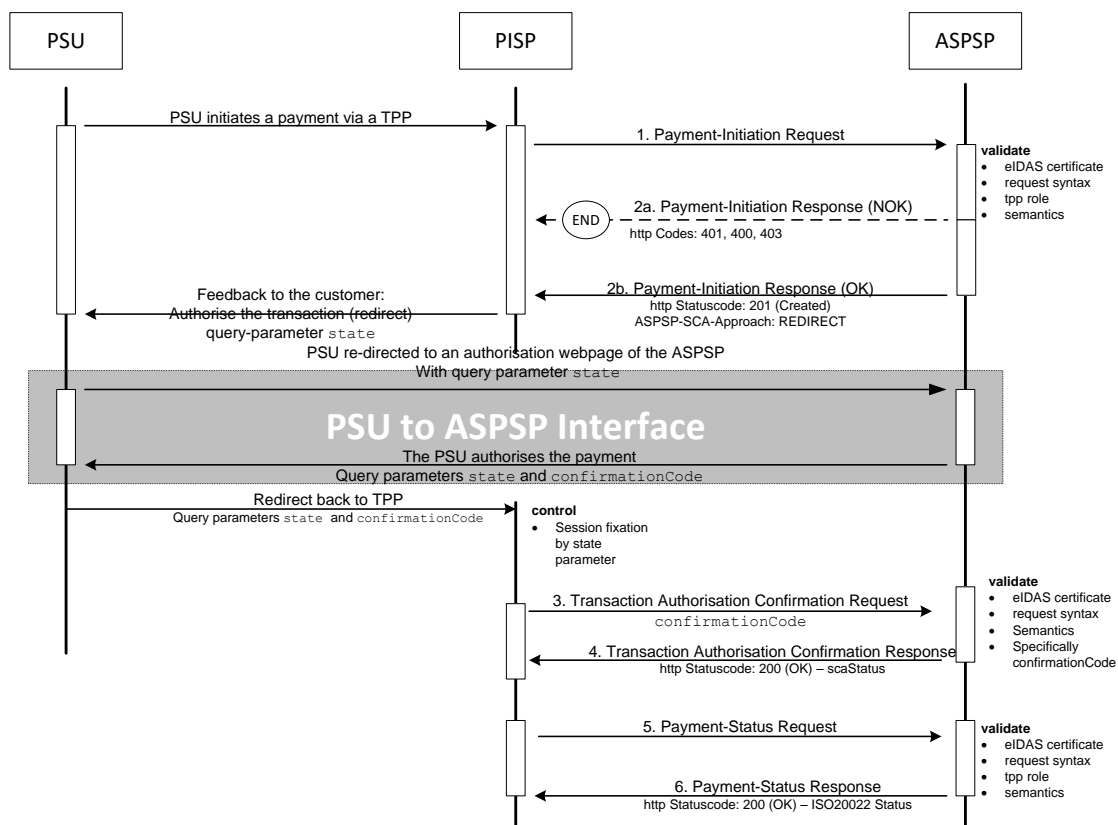 PSU
PISP
ASPSP
PSU initiates a payment via a TPP
1. Payment-Initiation Request
validate
• eIDAS certificate
• request syntax
• tpp role
• semantics
2a. Payment-Initiation Response (NOK)
END
http Codes: 401, 400, 403
2b. Payment-Initiation Response (OK)
http Statuscode: 201 (Created)
ASPSP-SCA-Approach: REDIRECT
Feedback to the customer:
Authorise the transaction (redirect)
query-parameter state
PSU re-directed to an authorisation webpage of the ASPSP
With query parameter state
PSU to ASPSP Interface
The PSU authorises the payment
Query parameters state and confirmationCode
Redirect back to TPP
Query parameters state and confirmationCode
control
• Session fixation
by state
parameter
3. Transaction Authorisation Confirmation Request
confirmationCode
validate
• eIDAS certificate
• request syntax
• Semantics
• Specifically
confirmationCode
4. Transaction Authorisation Confirmation Response
http Statuscode: 200 (OK) – scaStatus
5. Payment-Status Request
validate
• eIDAS certificate
• request syntax
• tpp role
• semantics
6. Payment-Status Response
http Statuscode: 200 (OK) – ISO20022 Status